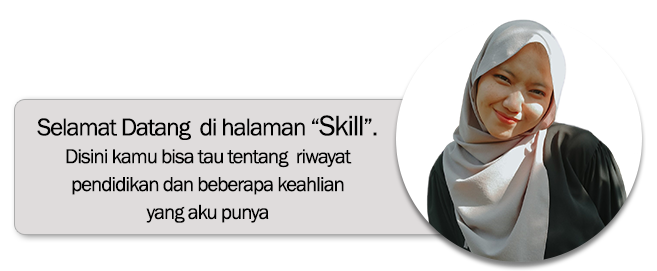 Selamat Datang di halaman “Skill”.
Disini kamu bisa tau tentang riwayat
pendidikan dan beberapa keahlian
yang aku punya